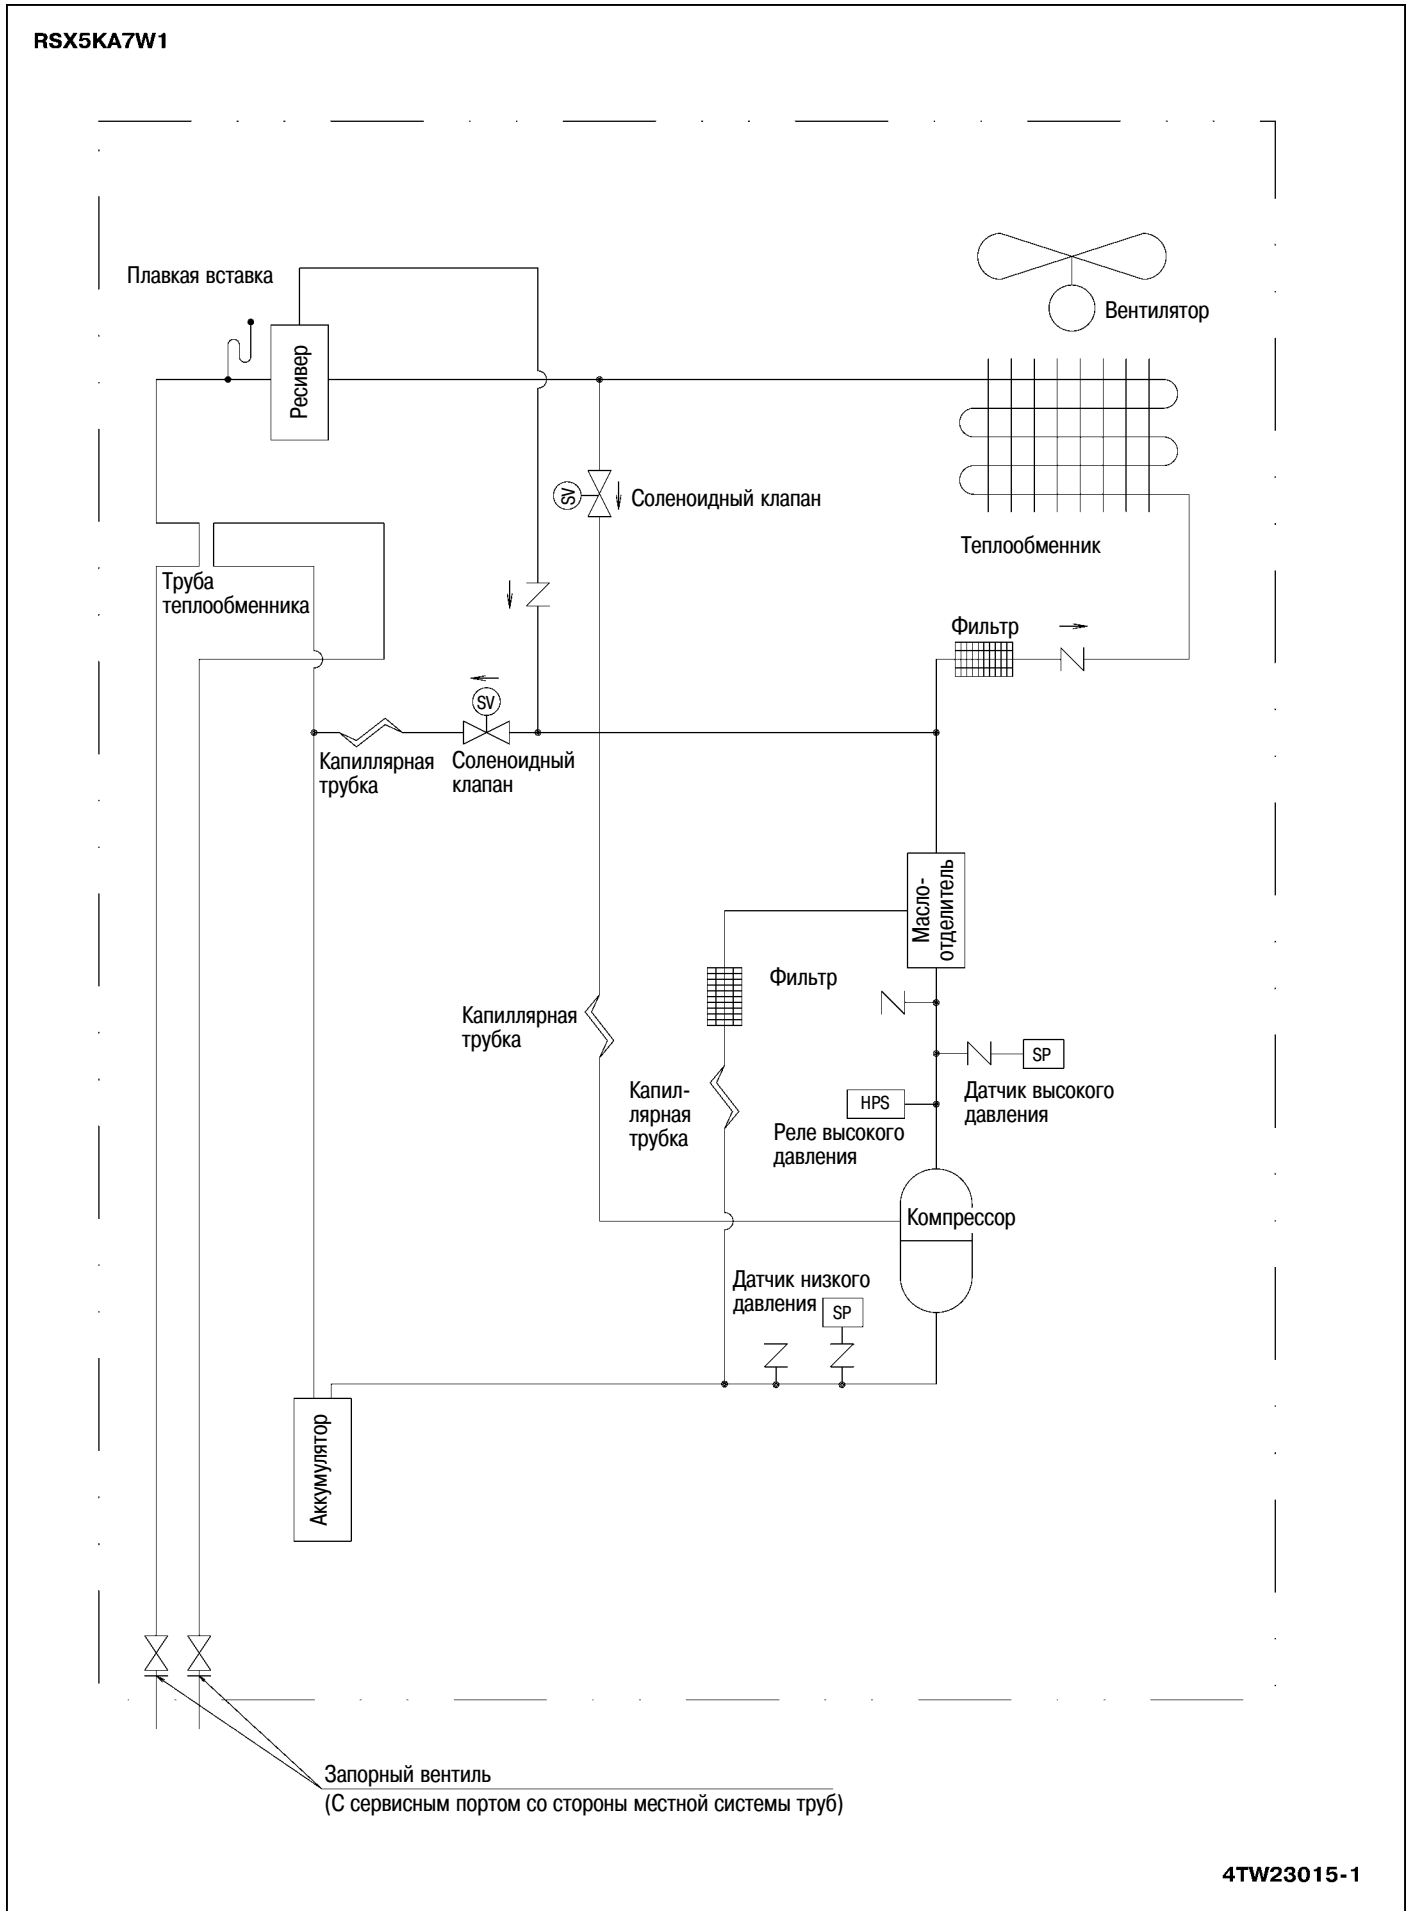 RSX5KA7W1
Плавкая вставка
Вентилятор
Ресивер
SV
Соленоидный клапан
Теплообменник
Труба
теплообменника
Фильтр
SV
Капиллярная
трубка
Соленоидный
клапан
Масло-
отделитель
Фильтр
Капиллярная
трубка
SP
Датчик высокого
давления
Капил-
лярная
трубка
HPS
Реле высокого
давления
Компрессор
Датчик низкого
давления
SP
Аккумулятор
Запорный вентиль
(С сервисным портом со стороны местной системы труб)
4TW23015-1